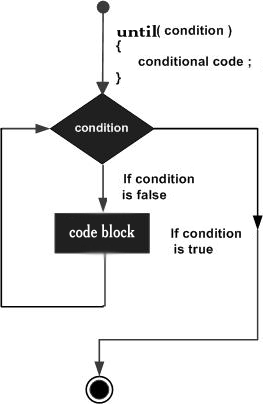 until( condition )
{
conditional code ;
}
condition
If condition
is false
code block
If condition
is true